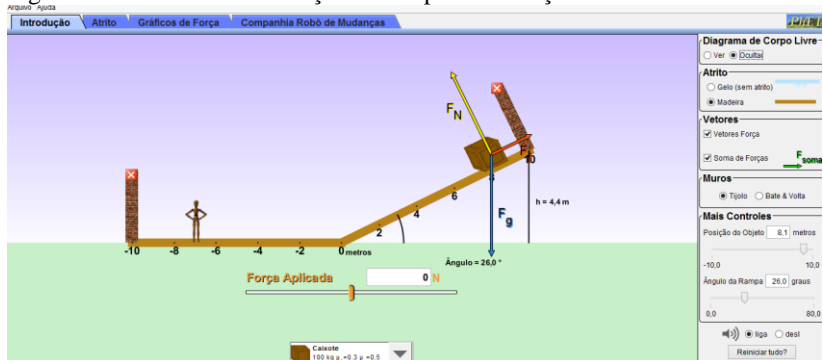 Arquivo Ajuda
Introdução Atrito Gráficos de Força Companhia Robô de Mudanças
Diagrama de Corpo Livre
Ver Ocultar
Atrito
Gelo (sem atrito)
Madeira
Vetores
Vetores Força
Soma de Forças F soma
Muros
Tijolo Bate & Volta
Mais Controles
Posição do Objeto 8,1 metros
-10,0 10,0
Ângulo da Rampa 26,0 graus
0,0 80,0
liga desl
Reiniciar tudo?
F N
F g
h = 4,4 m
Ângulo = 26,0 °
-10 -8 -6 -4 -2 0 metros 2 4 6 8 10
Força Aplicada 0 N
Caixote
100 kg